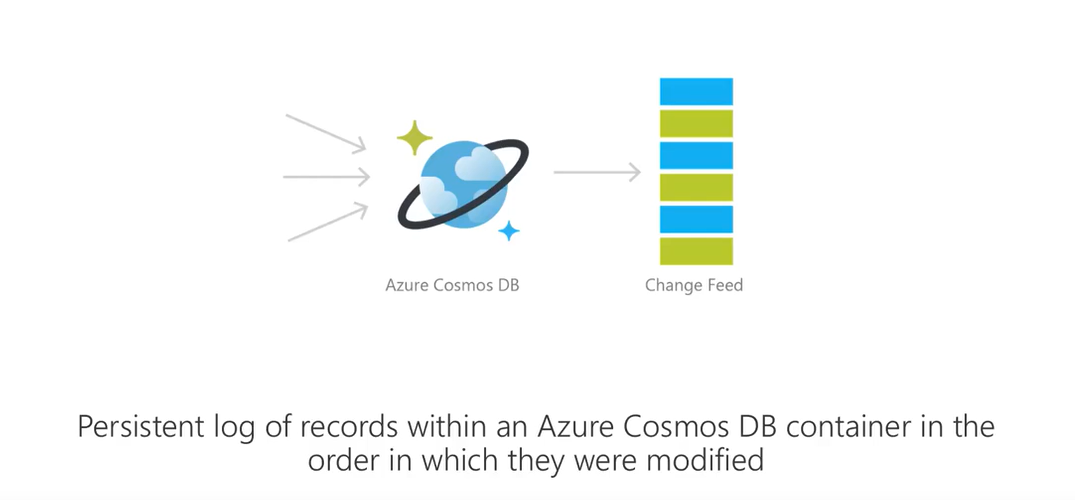 Azure Cosmos DB
Change Feed
Persistent log of records within an Azure Cosmos DB container in the
order in which they were modified